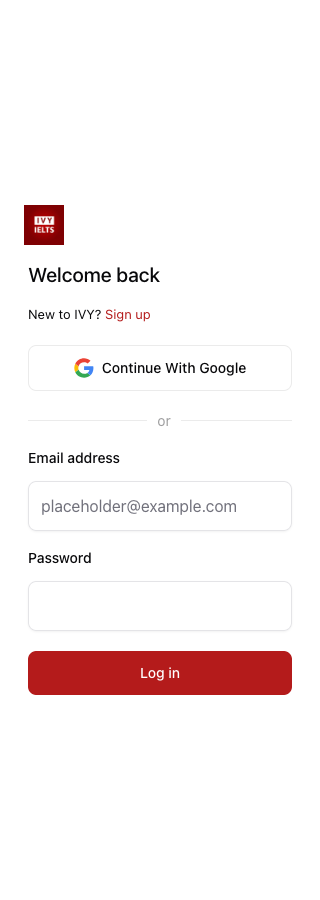 IVY
IELTS
Welcome back
New to IVY? Sign up
Continue With Google
or
Email address
placeholder@example.com
Password
Log in